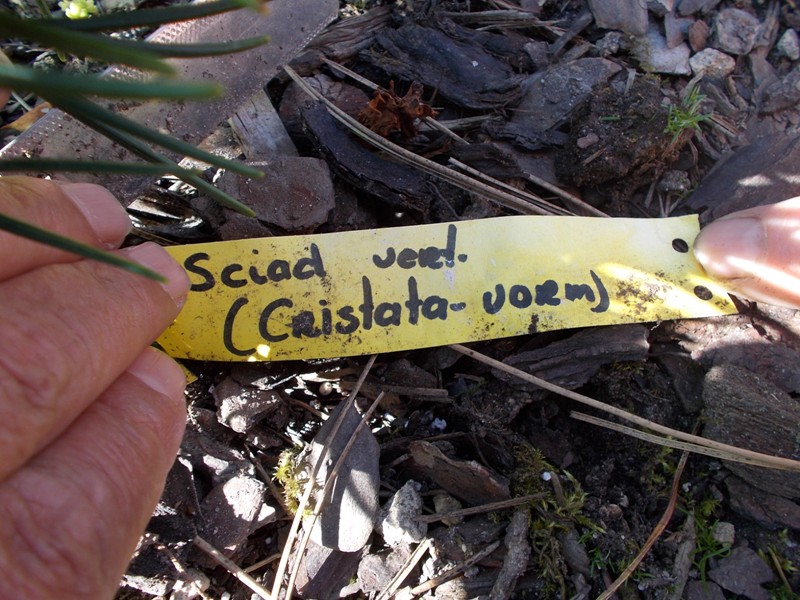 Sciad vert.
(Cristata-vorm)